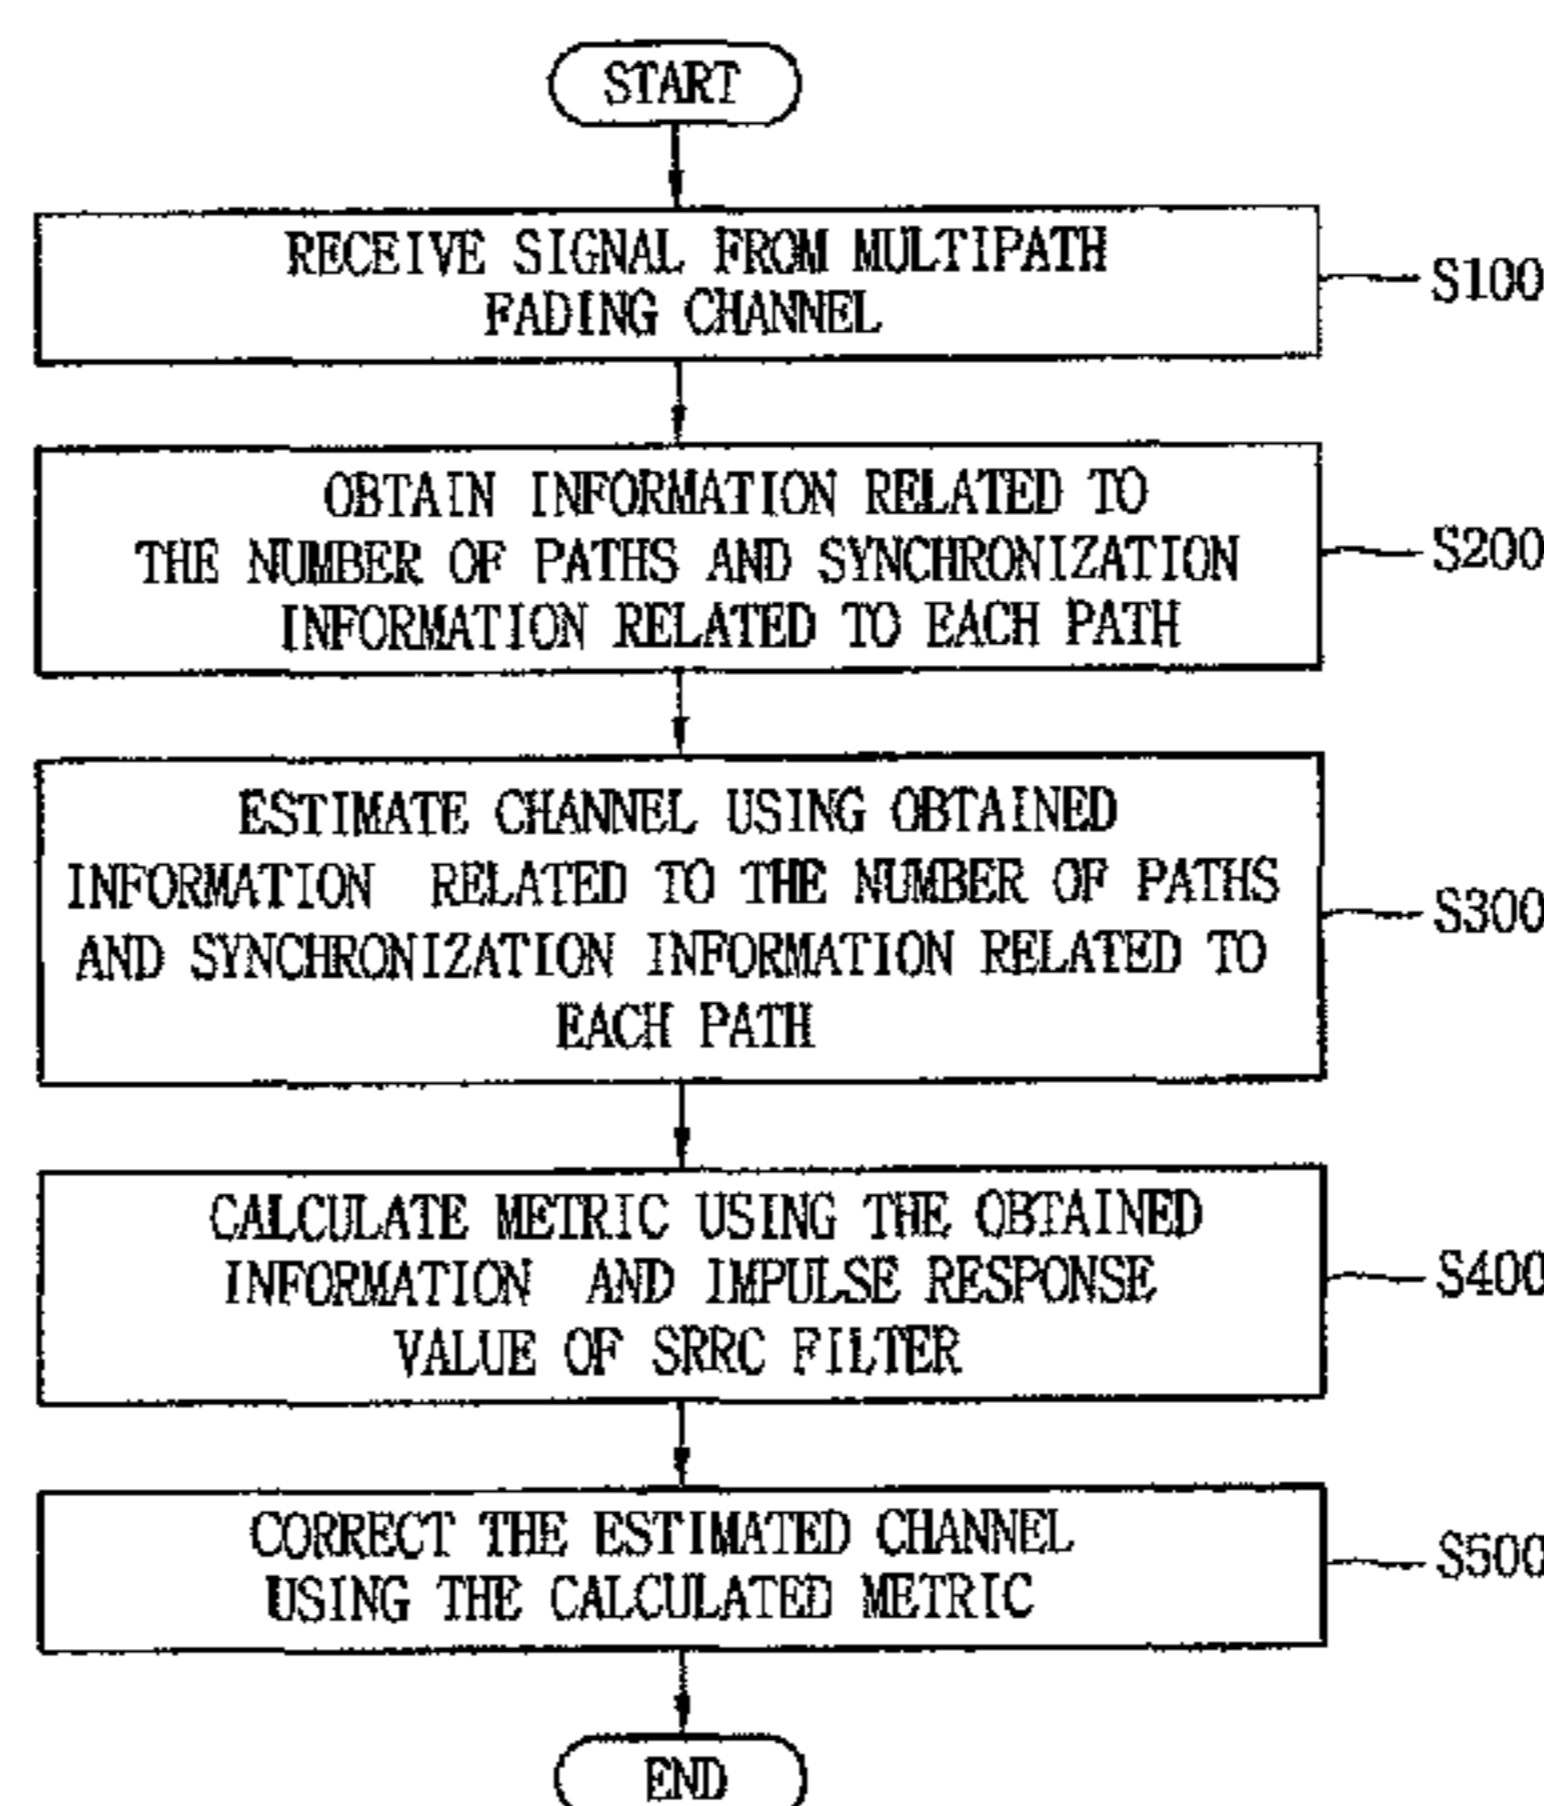 START
RECEIVE SIGNAL FROM MULTIPATH
FADING CHANNEL
S100
OBTAIN INFORMATION RELATED TO
THE NUMBER OF PATHS AND SYNCHRONIZATION
INFORMATION RELATED TO EACH PATH
S200
ESTIMATE CHANNEL USING OBTAINED
INFORMATION RELATED TO THE NUMBER OF PATHS
AND SYNCHRONIZATION INFORMATION RELATED TO
EACH PATH
S300
CALCULATE METRIC USING THE OBTAINED
INFORMATION AND IMPULSE RESPONSE
VALUE OF SRRC FILTER
S400
CORRECT THE ESTIMATED CHANNEL
USING THE CALCULATED METRIC
S500
END